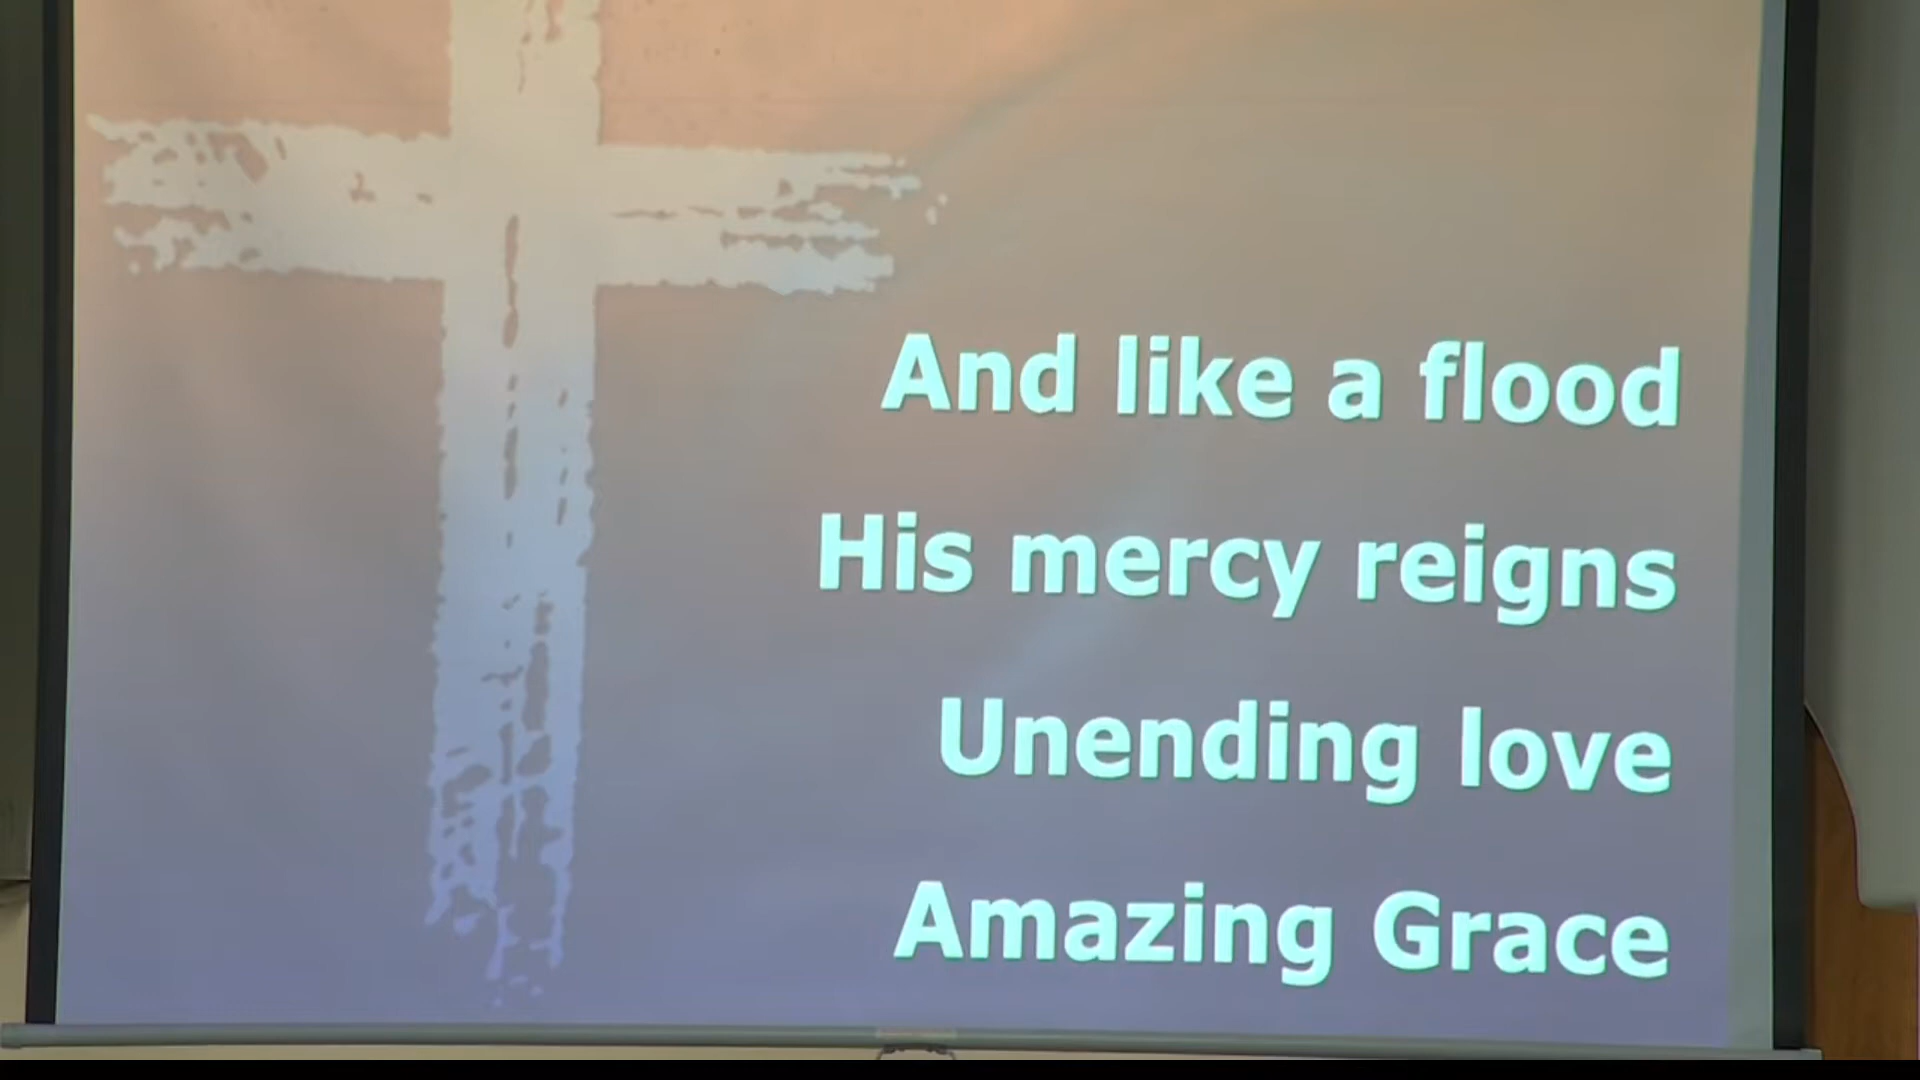 And like a flood
His mercy reigns
Unending love
Amazing Grace